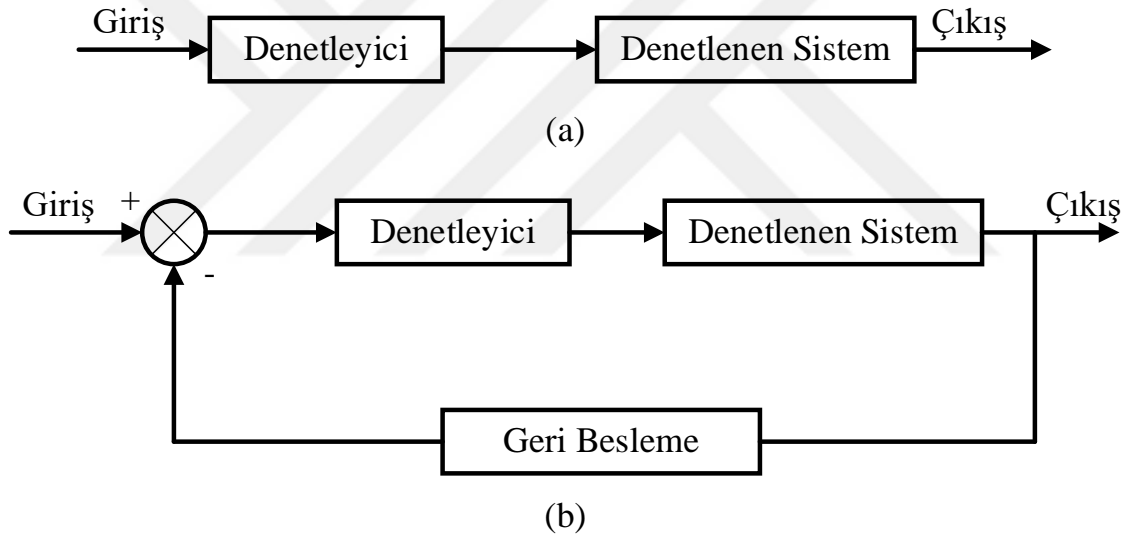 Giriş
Denetleyici
Denetlenen Sistem
Çıkış
(a)
Giriş
+
-
Denetleyici
Denetlenen Sistem
Çıkış
Geri Besleme
(b)